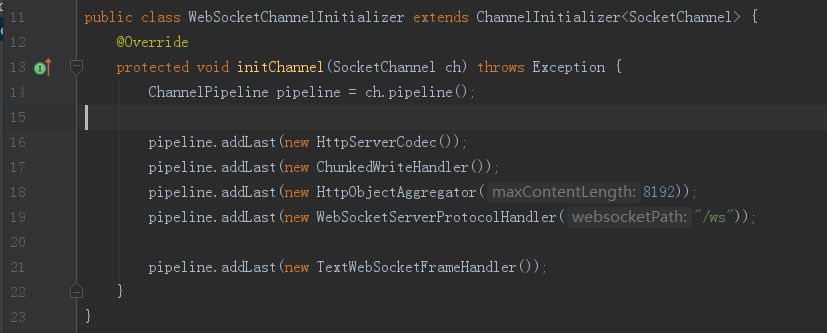 11 public class WebSocketChannelInitializer extends ChannelInitializer<SocketChannel> {
12 @Override
13 protected void initChannel(SocketChannel ch) throws Exception {
14 ChannelPipeline pipeline = ch.pipeline();
15
16 pipeline.addLast(new HttpServerCodec());
17 pipeline.addLast(new ChunkedWriteHandler());
18 pipeline.addLast(new HttpObjectAggregator( maxContentLength: 8192));
19 pipeline.addLast(new WebSocketServerProtocolHandler( websocketPath: "/ws"));
20
21 pipeline.addLast(new TextWebSocketFrameHandler());
22 }
23 }